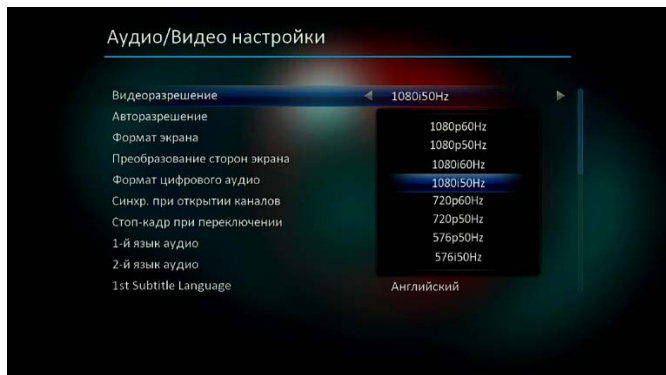 Аудио/Видео настройки
Видеоразрешение 1080i50Hz
Авторазрешение
Формат экрана
Преобразование сторон экрана
Формат цифрового аудио
Синхр. при открытии каналов
Стоп-кадр при переключении
1-й язык аудио
2-й язык аудио
1st Subtitle Language Английский
1080p60Hz
1080p50Hz
1080i60Hz
1080i50Hz
720p60Hz
720p50Hz
576p50Hz
576i50Hz